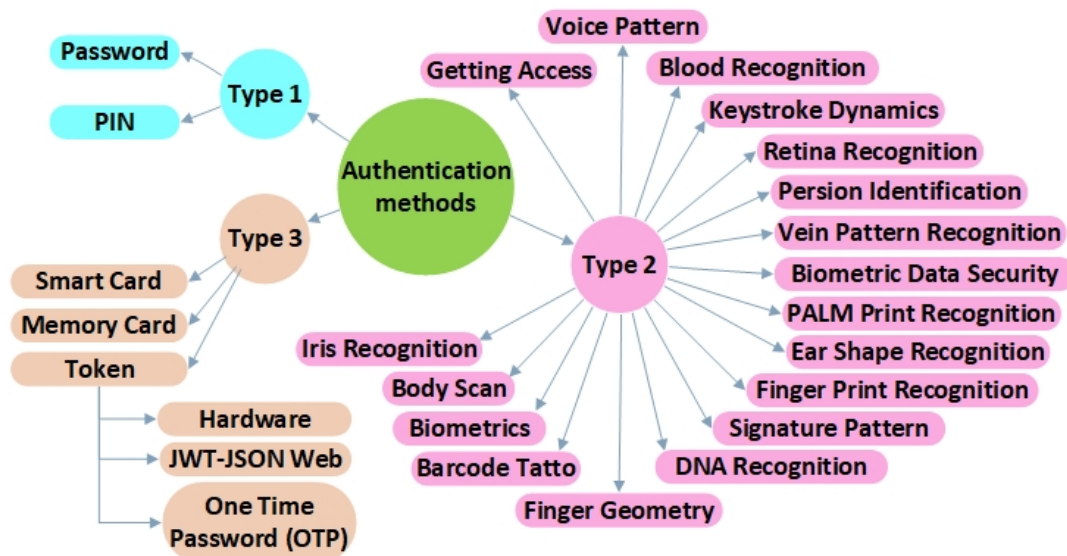 Voice Pattern
Password
Getting Access
Blood Recognition
Type 1
Keystroke Dynamics
PIN
Retina Recognition
Authentication
methods
Persion Identification
Type 3
Vein Pattern Recognition
Type 2
Smart Card
Biometric Data Security
Memory Card
PALM Print Recognition
Iris Recognition
Ear Shape Recognition
Token
Body Scan
Finger Print Recognition
Hardware
Biometrics
Signature Pattern
JWT-JSON Web
Barcode Tatto
DNA Recognition
One Time
Password (OTP)
Finger Geometry